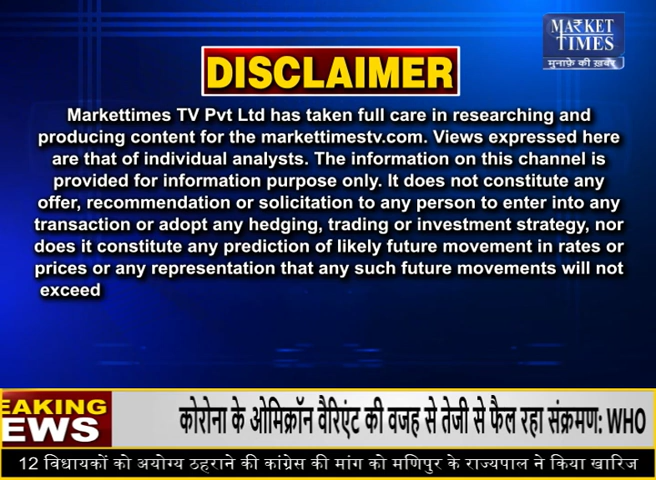 MARKET
TIMES
मुनाफ़े की ख़बर
DISCLAIMER
Markettimes TV Pvt Ltd has taken full care in researching and
producing content for the markettimestv.com. Views expressed here
are that of individual analysts. The information on this channel is
provided for information purpose only. It does not constitute any
offer, recommendation or solicitation to any person to enter into any
transaction or adopt any hedging, trading or investment strategy, nor
does it constitute any prediction of likely future movement in rates or
prices or any representation that any such future movements will not
exceed
EAKING
EWS
कोरोना के ओमिक्रॉन वैरिएंट की वजह से तेजी से फैल रहा संक्रमण: WHO
12 विधायकों को अयोग्य ठहराने की कांग्रेस की मांग को मणिपुर के राज्यपाल ने किया खारिज